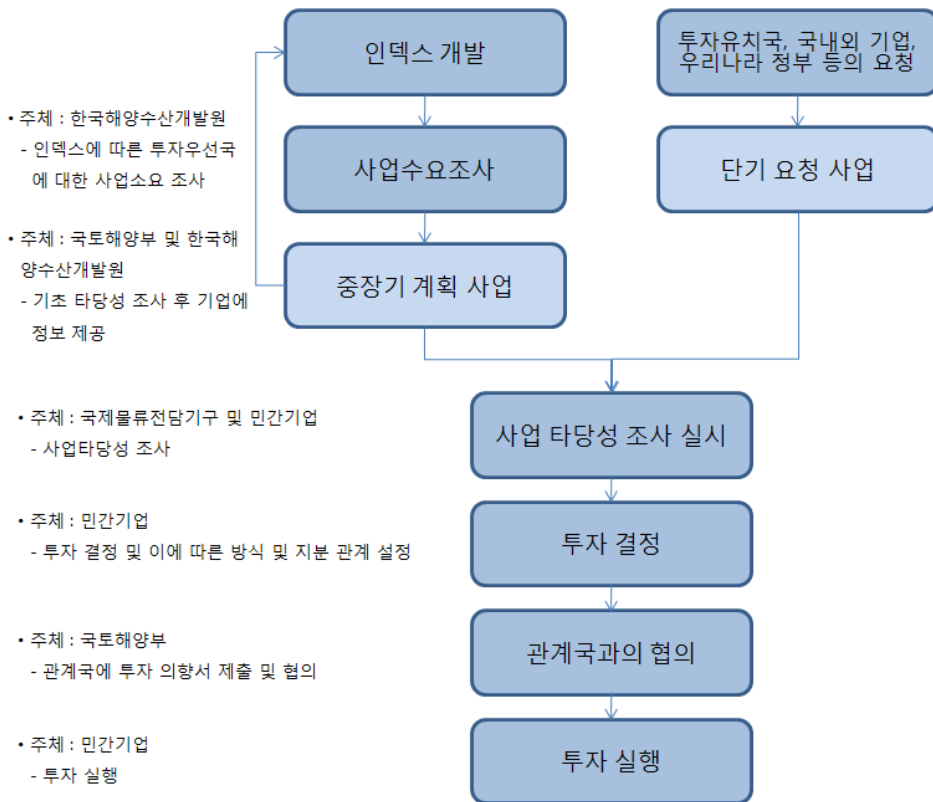 인덱스 개발
투자유치국, 국내외 기업,
우리나라 정부 등의 요청
• 주체 : 한국해양수산개발원
- 인덱스에 따른 투자우선국
에 대한 사업소요 조사
사업수요조사
단기 요청 사업
• 주체 : 국토해양부 및 한국해
양수산개발원
- 기초 타당성 조사 후 기업에
정보 제공
중장기 계획 사업
• 주체 : 국제물류전담기구 및 민간기업
- 사업타당성 조사
사업 타당성 조사 실시
• 주체 : 민간기업
- 투자 결정 및 이에 따른 방식 및 지분 관계 설정
투자 결정
• 주체 : 국토해양부
- 관계국에 투자 의향서 제출 및 협의
관계국과의 협의
• 주체 : 민간기업
- 투자 실행
투자 실행